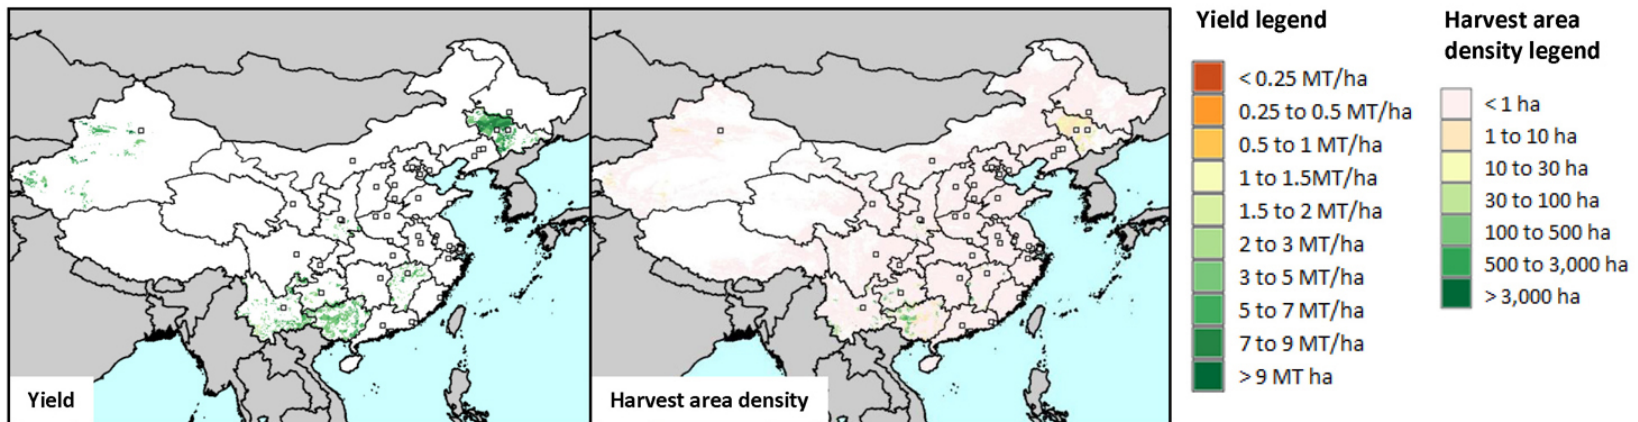 Yield
Harvest area density
Yield legend
< 0.25 MT/ha
0.25 to 0.5 MT/ha
0.5 to 1 MT/ha
1 to 1.5MT/ha
1.5 to 2 MT/ha
2 to 3 MT/ha
3 to 5 MT/ha
5 to 7 MT/ha
7 to 9 MT/ha
> 9 MT ha
Harvest area
density legend
< 1 ha
1 to 10 ha
10 to 30 ha
30 to 100 ha
100 to 500 ha
500 to 3,000 ha
> 3,000 ha